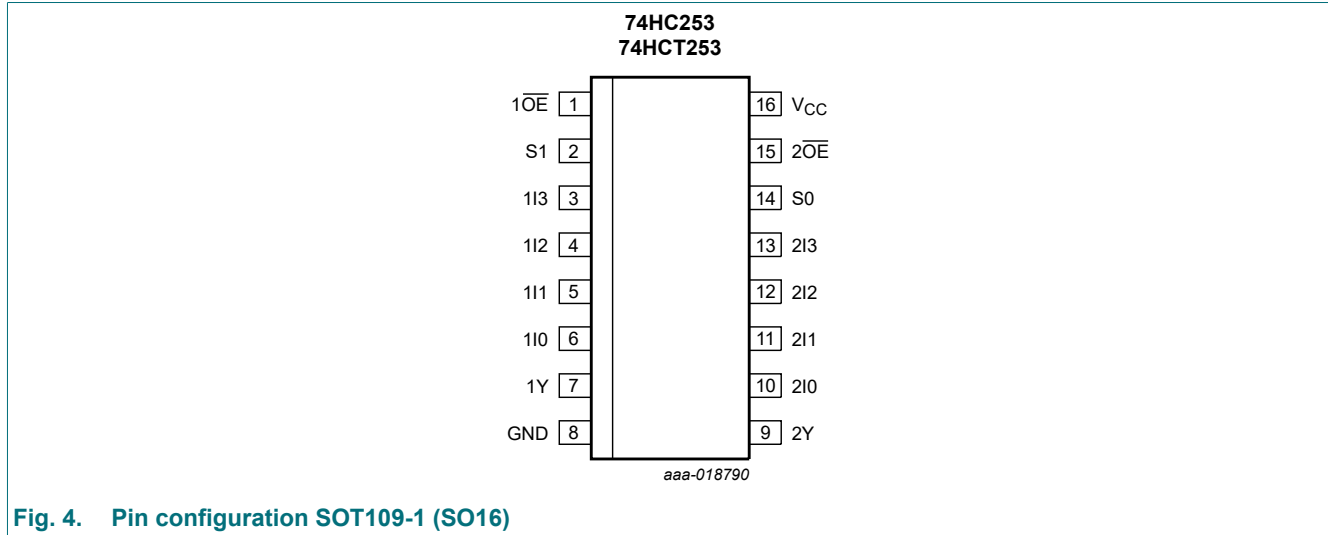 74HC253
74HCT253
1O̅E̅ 1
16 VCC
S1 2
15 2O̅E̅
1I3 3
14 S0
1I2 4
13 2I3
1I1 5
12 2I2
1I0 6
11 2I1
1Y 7
10 2I0
GND 8
9 2Y
aaa-018790
Fig. 4. Pin configuration SOT109-1 (SO16)